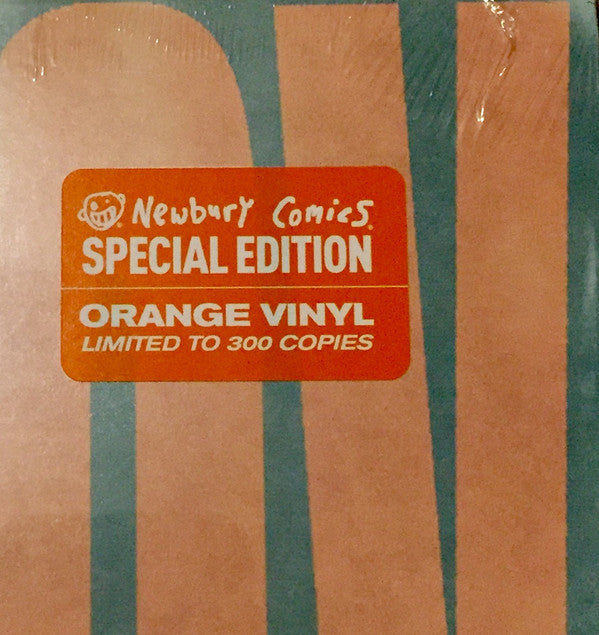 Newbury Comics
SPECIAL EDITION
ORANGE VINYL
LIMITED TO 300 COPIES